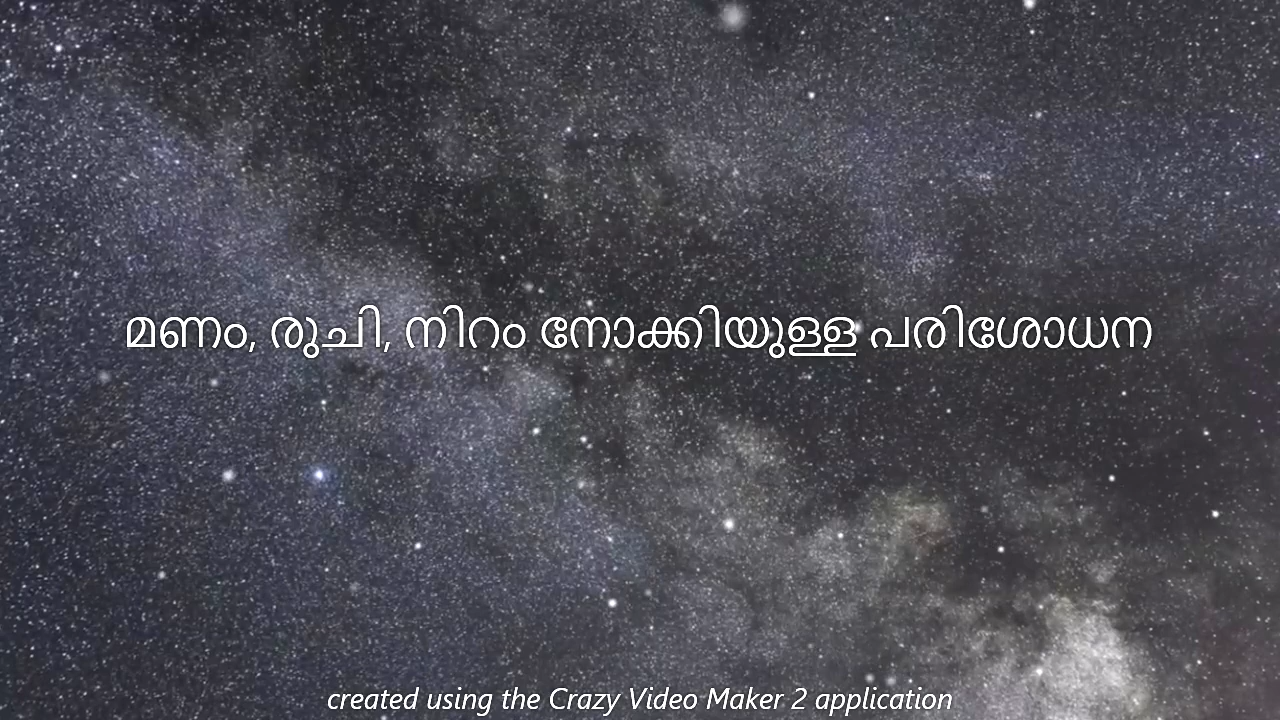 മണം, രുചി, നിറം നോക്കിയുള്ള പരിശോധന
created using the Crazy Video Maker 2 application